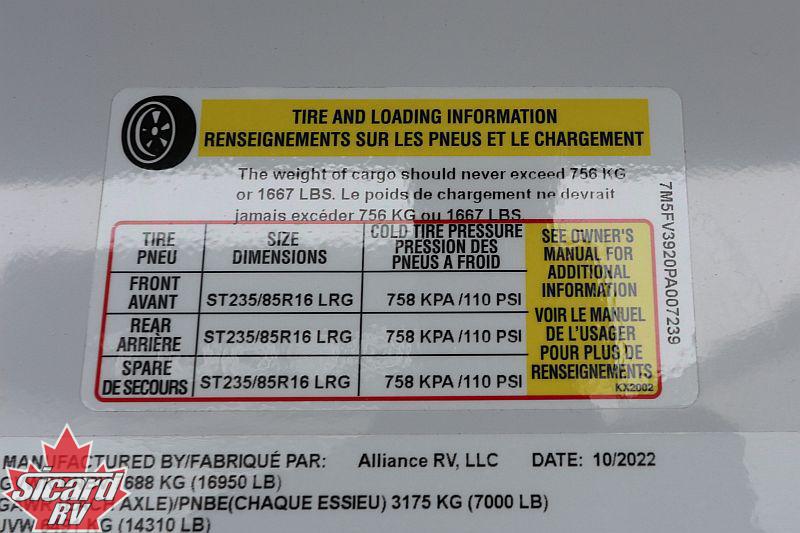 TIRE AND LOADING INFORMATION
RENSEIGNEMENTS SUR LES PNEUS ET LE CHARGEMENT
The weight of cargo should never exceed 756 KG
or 1667 LBS. Le poids de chargement ne devrait
jamais excéder 756 KG ou 1667 LBS.
TIRE
PNEU
SIZE
DIMENSIONS
COLD TIRE PRESSURE
PRESSION DES
PNEUS A FROID
FRONT
AVANT
ST235/85R16 LRG
758 KPA /110 PSI
REAR
ARRIÈRE
ST235/85R16 LRG
758 KPA /110 PSI
SPARE
DE SECOURS
ST235/85R16 LRG
758 KPA /110 PSI
SEE OWNER'S
MANUAL FOR
ADDITIONAL
INFORMATION
VOIR LE MANUEL
DE L'USAGER
POUR PLUS DE
RENSEIGNEMENTS
KX2002
7M5FV3920PA007239
MANUFACTURED BY/FABRIQUÉ PAR: Alliance RV, LLC DATE: 10/2022
KG (16950 LB)
AXLE)/PNBE(CHAQUE ESSIEU) 3175 KG (7000 LB)
KG (14310 LB)
Sicard
RV